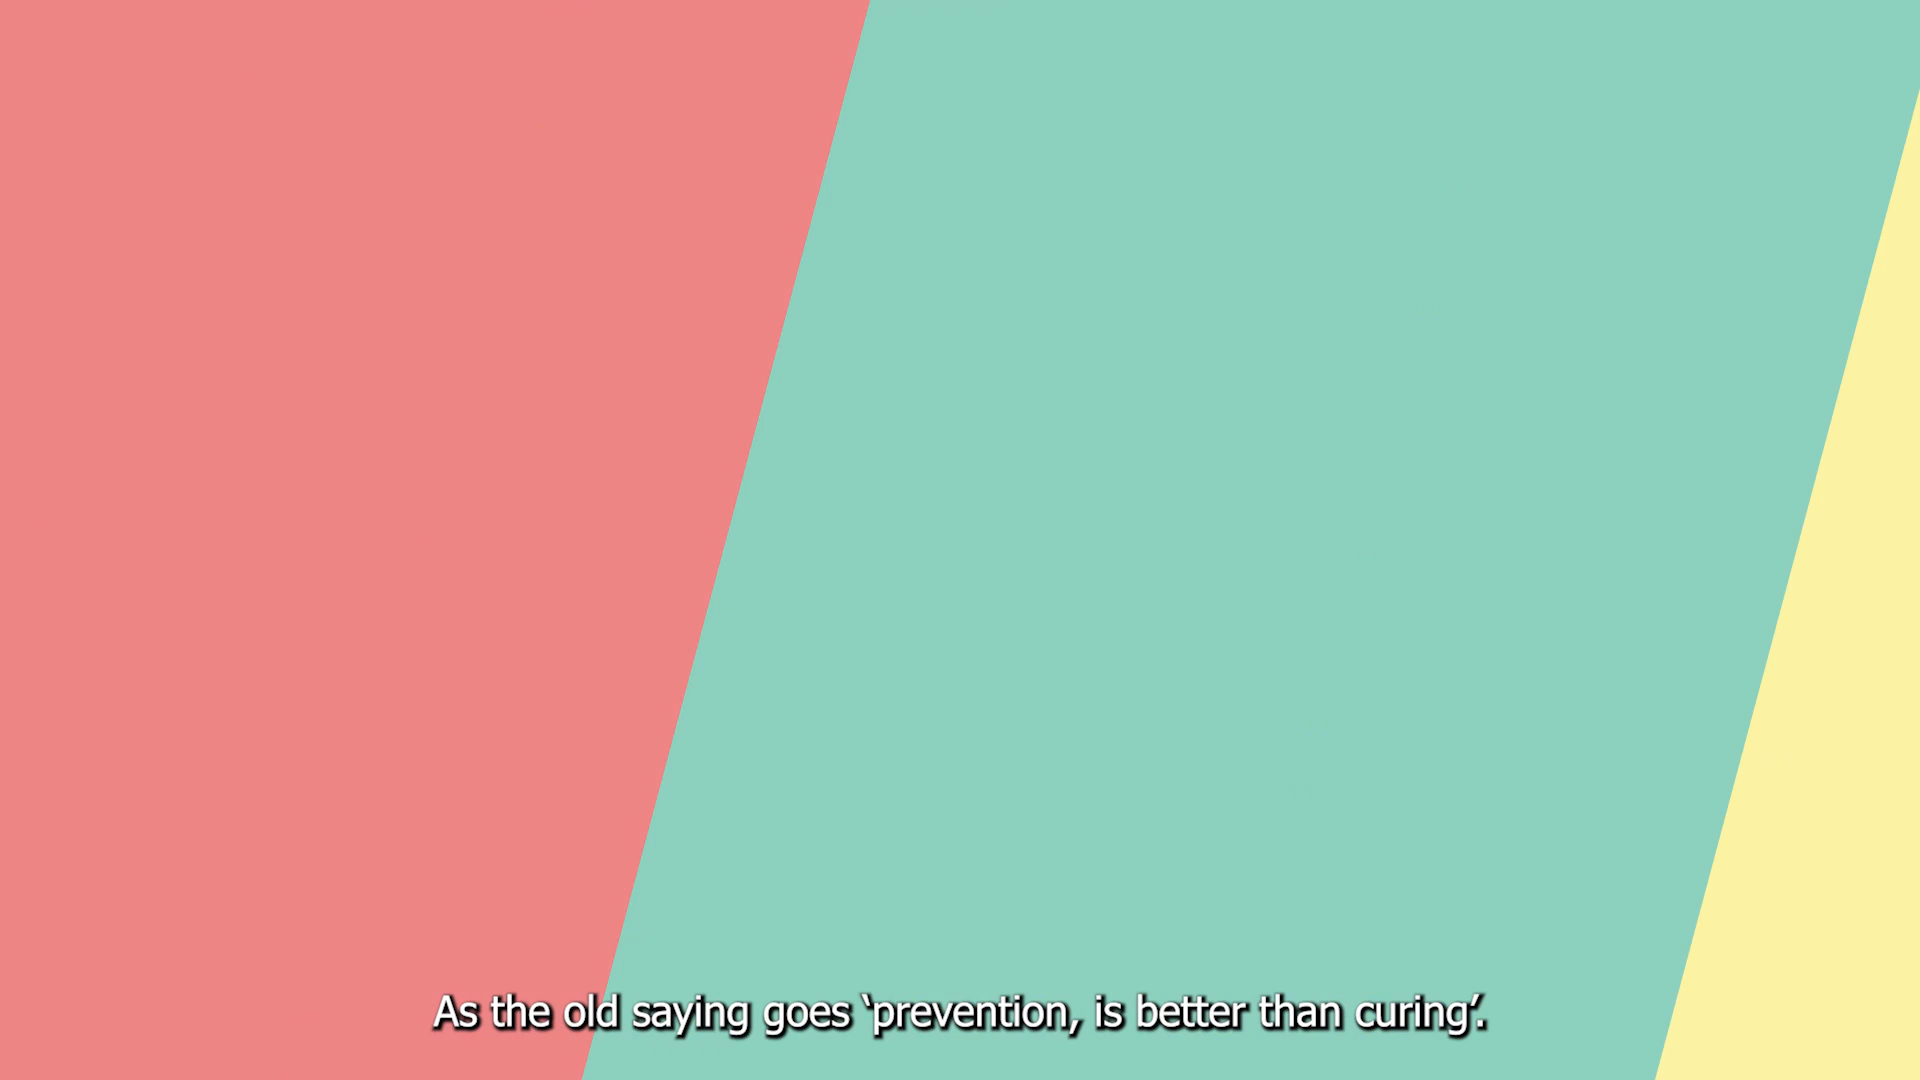 As the old saying goes ‘prevention, is better than curing’.